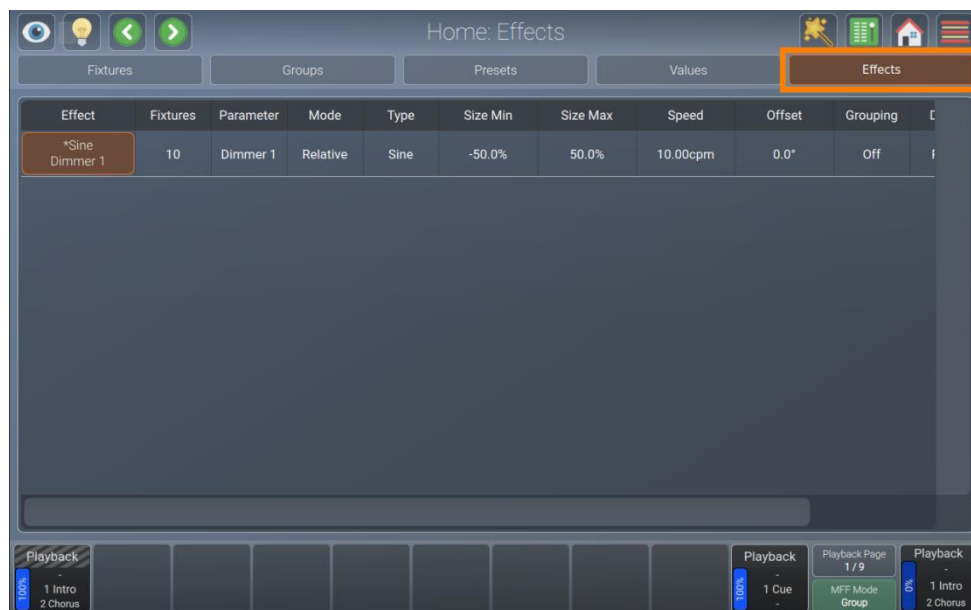 Home: Effects
Fixtures Groups Presets Values Effects
Effect Fixtures Parameter Mode Type Size Min Size Max Speed Offset Grouping
*Sine
Dimmer 1 10 Dimmer 1 Relative Sine -50.0% 50.0% 10.00cpm 0.0° Off
Playback
-
1 Intro
2 Chorus
100%
Playback
-
1 Cue
-
100%
Playback Page
1 / 9
MFF Mode
Group
Playback
-
1 Intro
2 Chorus
0%